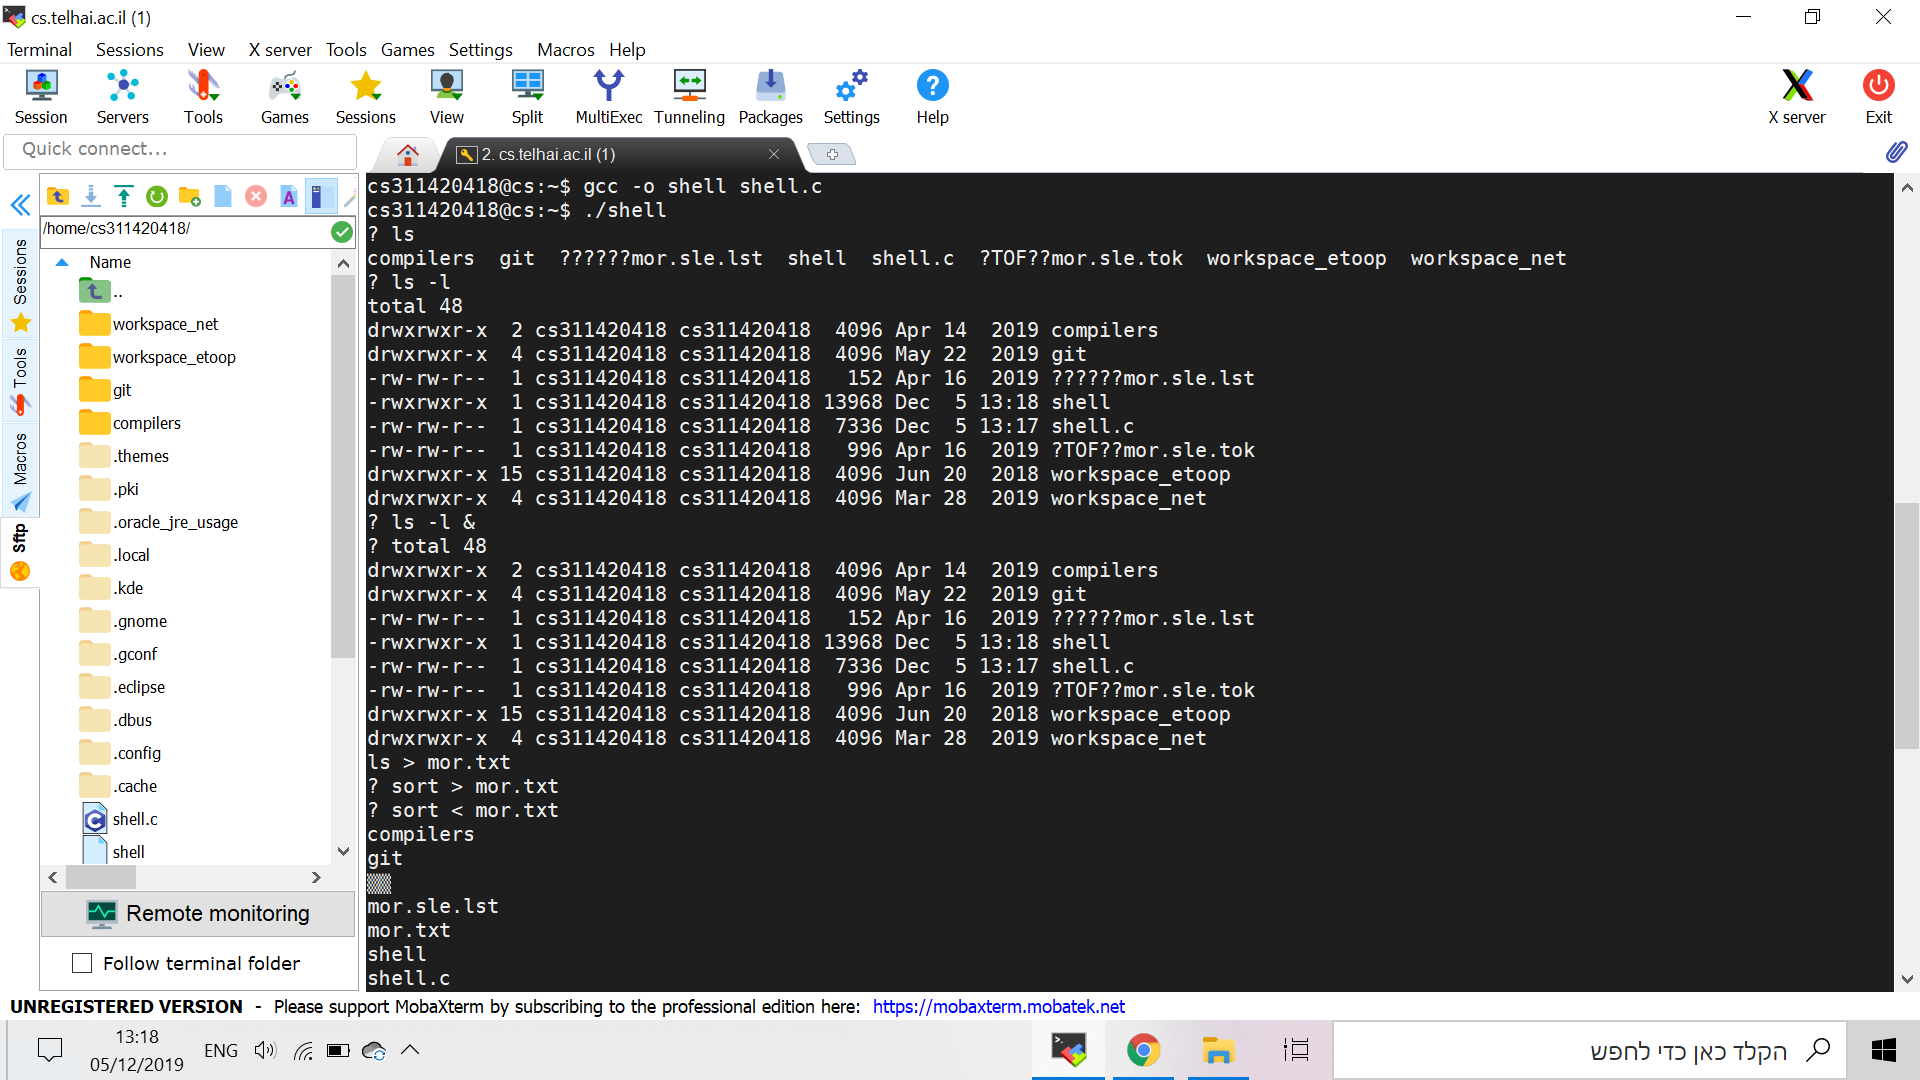 cs.telhai.ac.il (1)
Terminal Sessions View X server Tools Games Settings Macros Help
Session Servers Tools Games Sessions View Split MultiExec Tunneling Packages Settings Help X server Exit
Quick connect...
2. cs.telhai.ac.il (1)
/home/cs311420418/
Name
..
workspace_net
workspace_etoop
git
compilers
.themes
.pki
.oracle_jre_usage
.local
.kde
.gnome
.gconf
.eclipse
.dbus
.config
.cache
shell.c
shell
Sessions
Tools
Macros
Sftp
Remote monitoring
Follow terminal folder
cs311420418@cs:~$ gcc -o shell shell.c
cs311420418@cs:~$ ./shell
? ls
compilers  git  ??????mor.sle.lst  shell  shell.c  ?TOF??mor.sle.tok  workspace_etoop  workspace_net
? ls -l
total 48
drwxrwxr-x  2 cs311420418 cs311420418  4096 Apr 14  2019 compilers
drwxrwxr-x  4 cs311420418 cs311420418  4096 May 22  2019 git
-rw-rw-r--  1 cs311420418 cs311420418   152 Apr 16  2019 ??????mor.sle.lst
-rwxrwxr-x  1 cs311420418 cs311420418 13968 Dec  5 13:18 shell
-rw-rw-r--  1 cs311420418 cs311420418  7336 Dec  5 13:17 shell.c
-rw-rw-r--  1 cs311420418 cs311420418   996 Apr 16  2019 ?TOF??mor.sle.tok
drwxrwxr-x 15 cs311420418 cs311420418  4096 Jun 20  2018 workspace_etoop
drwxrwxr-x  4 cs311420418 cs311420418  4096 Mar 28  2019 workspace_net
? ls -l &
? total 48
drwxrwxr-x  2 cs311420418 cs311420418  4096 Apr 14  2019 compilers
drwxrwxr-x  4 cs311420418 cs311420418  4096 May 22  2019 git
-rw-rw-r--  1 cs311420418 cs311420418   152 Apr 16  2019 ??????mor.sle.lst
-rwxrwxr-x  1 cs311420418 cs311420418 13968 Dec  5 13:18 shell
-rw-rw-r--  1 cs311420418 cs311420418  7336 Dec  5 13:17 shell.c
-rw-rw-r--  1 cs311420418 cs311420418   996 Apr 16  2019 ?TOF??mor.sle.tok
drwxrwxr-x 15 cs311420418 cs311420418  4096 Jun 20  2018 workspace_etoop
drwxrwxr-x  4 cs311420418 cs311420418  4096 Mar 28  2019 workspace_net
ls > mor.txt
? sort > mor.txt
? sort < mor.txt
compilers
git
▒▒
mor.sle.lst
mor.txt
shell
shell.c
UNREGISTERED VERSION - Please support MobaXterm by subscribing to the professional edition here: https://mobaxterm.mobatek.net
13:18
05/12/2019
ENG
הקלד כאן כדי לחפש